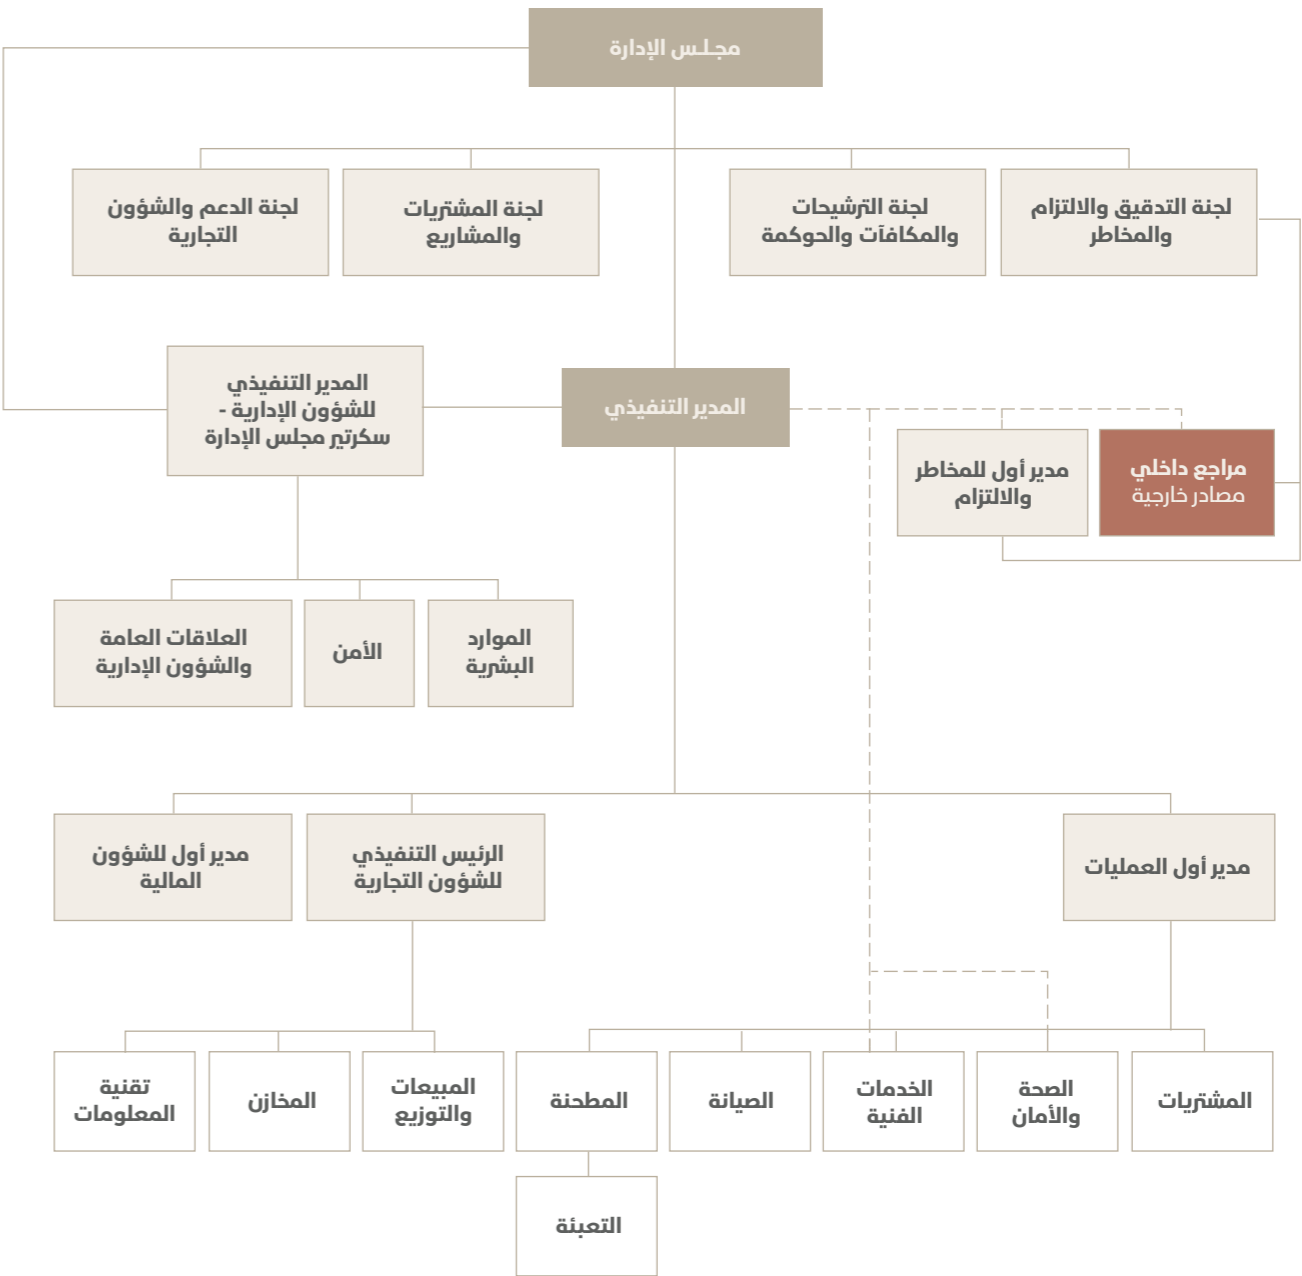 مجلس الإدارة
لجنة التدقيق والالتزام
والمخاطر
لجنة الترشيحات
والمكافآت والحوكمة
لجنة المشتريات
والمشاريع
لجنة الدعم والشؤون
التجارية
المدير التنفيذي
المدير التنفيذي
للشؤون الإدارية -
سكرتير مجلس الإدارة
مراجع داخلي
مصادر خارجية
مدير أول للمخاطر
والالتزام
الموارد
البشرية
الأمن
العلاقات العامة
والشؤون الإدارية
مدير أول العمليات
الرئيس التنفيذي
للشؤون التجارية
مدير أول للشؤون
المالية
المشتريات
الصحة
والأمان
الخدمات
الفنية
الصيانة
المطحنة
المبيعات
والتوزيع
المخازن
تقنية
المعلومات
التعبئة